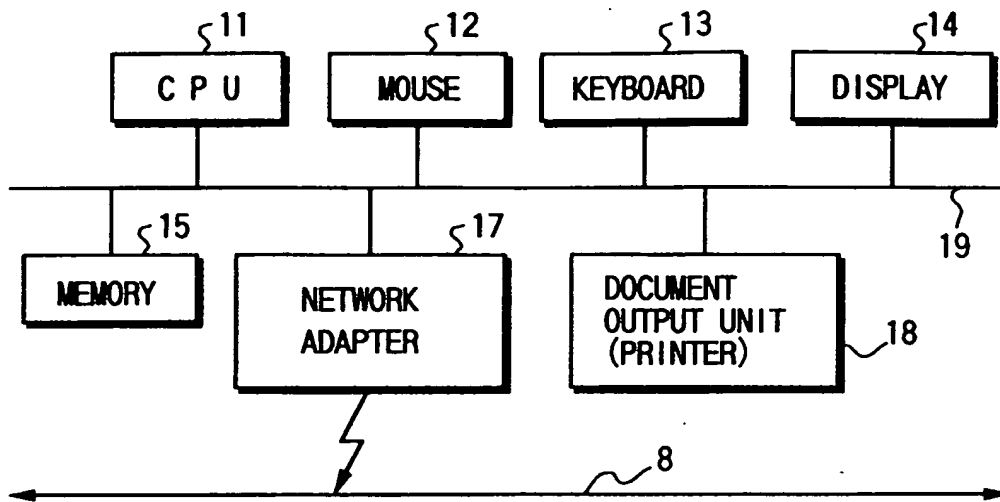 11
12
13
14
C P U
MOUSE
KEYBOARD
DISPLAY
19
15
17
MEMORY
NETWORK
ADAPTER
DOCUMENT
OUTPUT UNIT
(PRINTER)
18
8